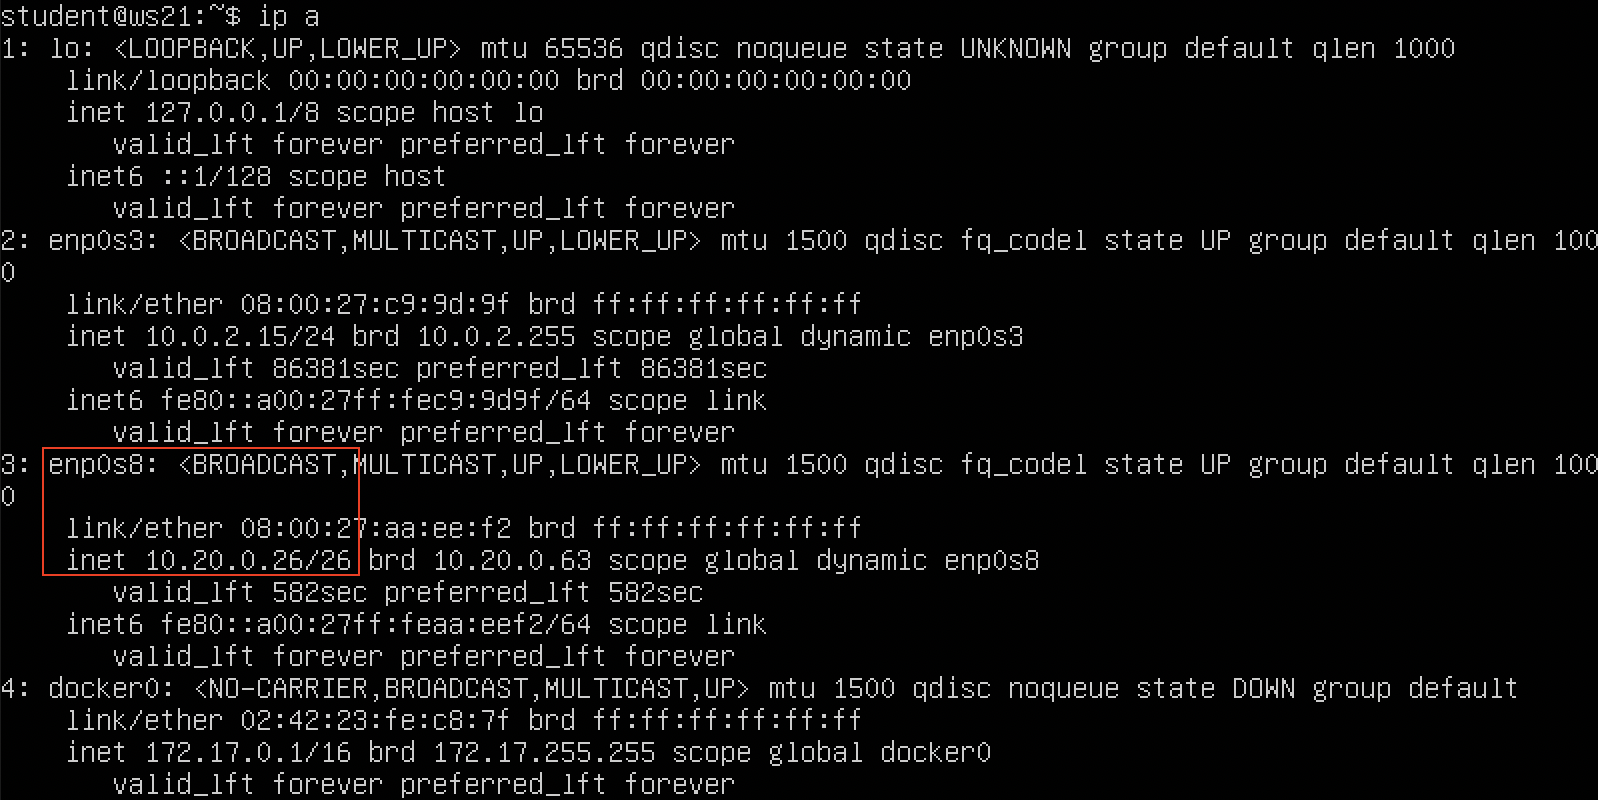 student@ws21:~$ ip a
1: lo: <LOOPBACK,UP,LOWER_UP> mtu 65536 qdisc noqueue state UNKNOWN group default qlen 1000
    link/loopback 00:00:00:00:00:00 brd 00:00:00:00:00:00
    inet 127.0.0.1/8 scope host lo
       valid_lft forever preferred_lft forever
    inet6 ::1/128 scope host
       valid_lft forever preferred_lft forever
2: enp0s3: <BROADCAST,MULTICAST,UP,LOWER_UP> mtu 1500 qdisc fq_codel state UP group default qlen 100
0
    link/ether 08:00:27:c9:9d:9f brd ff:ff:ff:ff:ff:ff
    inet 10.0.2.15/24 brd 10.0.2.255 scope global dynamic enp0s3
       valid_lft 86381sec preferred_lft 86381sec
    inet6 fe80::a00:27ff:fec9:9d9f/64 scope link
       valid_lft forever preferred_lft forever
3: enp0s8: <BROADCAST,MULTICAST,UP,LOWER_UP> mtu 1500 qdisc fq_codel state UP group default qlen 100
0
    link/ether 08:00:27:aa:ee:f2 brd ff:ff:ff:ff:ff:ff
    inet 10.20.0.26/26 brd 10.20.0.63 scope global dynamic enp0s8
       valid_lft 582sec preferred_lft 582sec
    inet6 fe80::a00:27ff:feaa:eef2/64 scope link
       valid_lft forever preferred_lft forever
4: docker0: <NO-CARRIER,BROADCAST,MULTICAST,UP> mtu 1500 qdisc noqueue state DOWN group default
    link/ether 02:42:23:fe:c8:7f brd ff:ff:ff:ff:ff:ff
    inet 172.17.0.1/16 brd 172.17.255.255 scope global docker0
       valid_lft forever preferred_lft forever